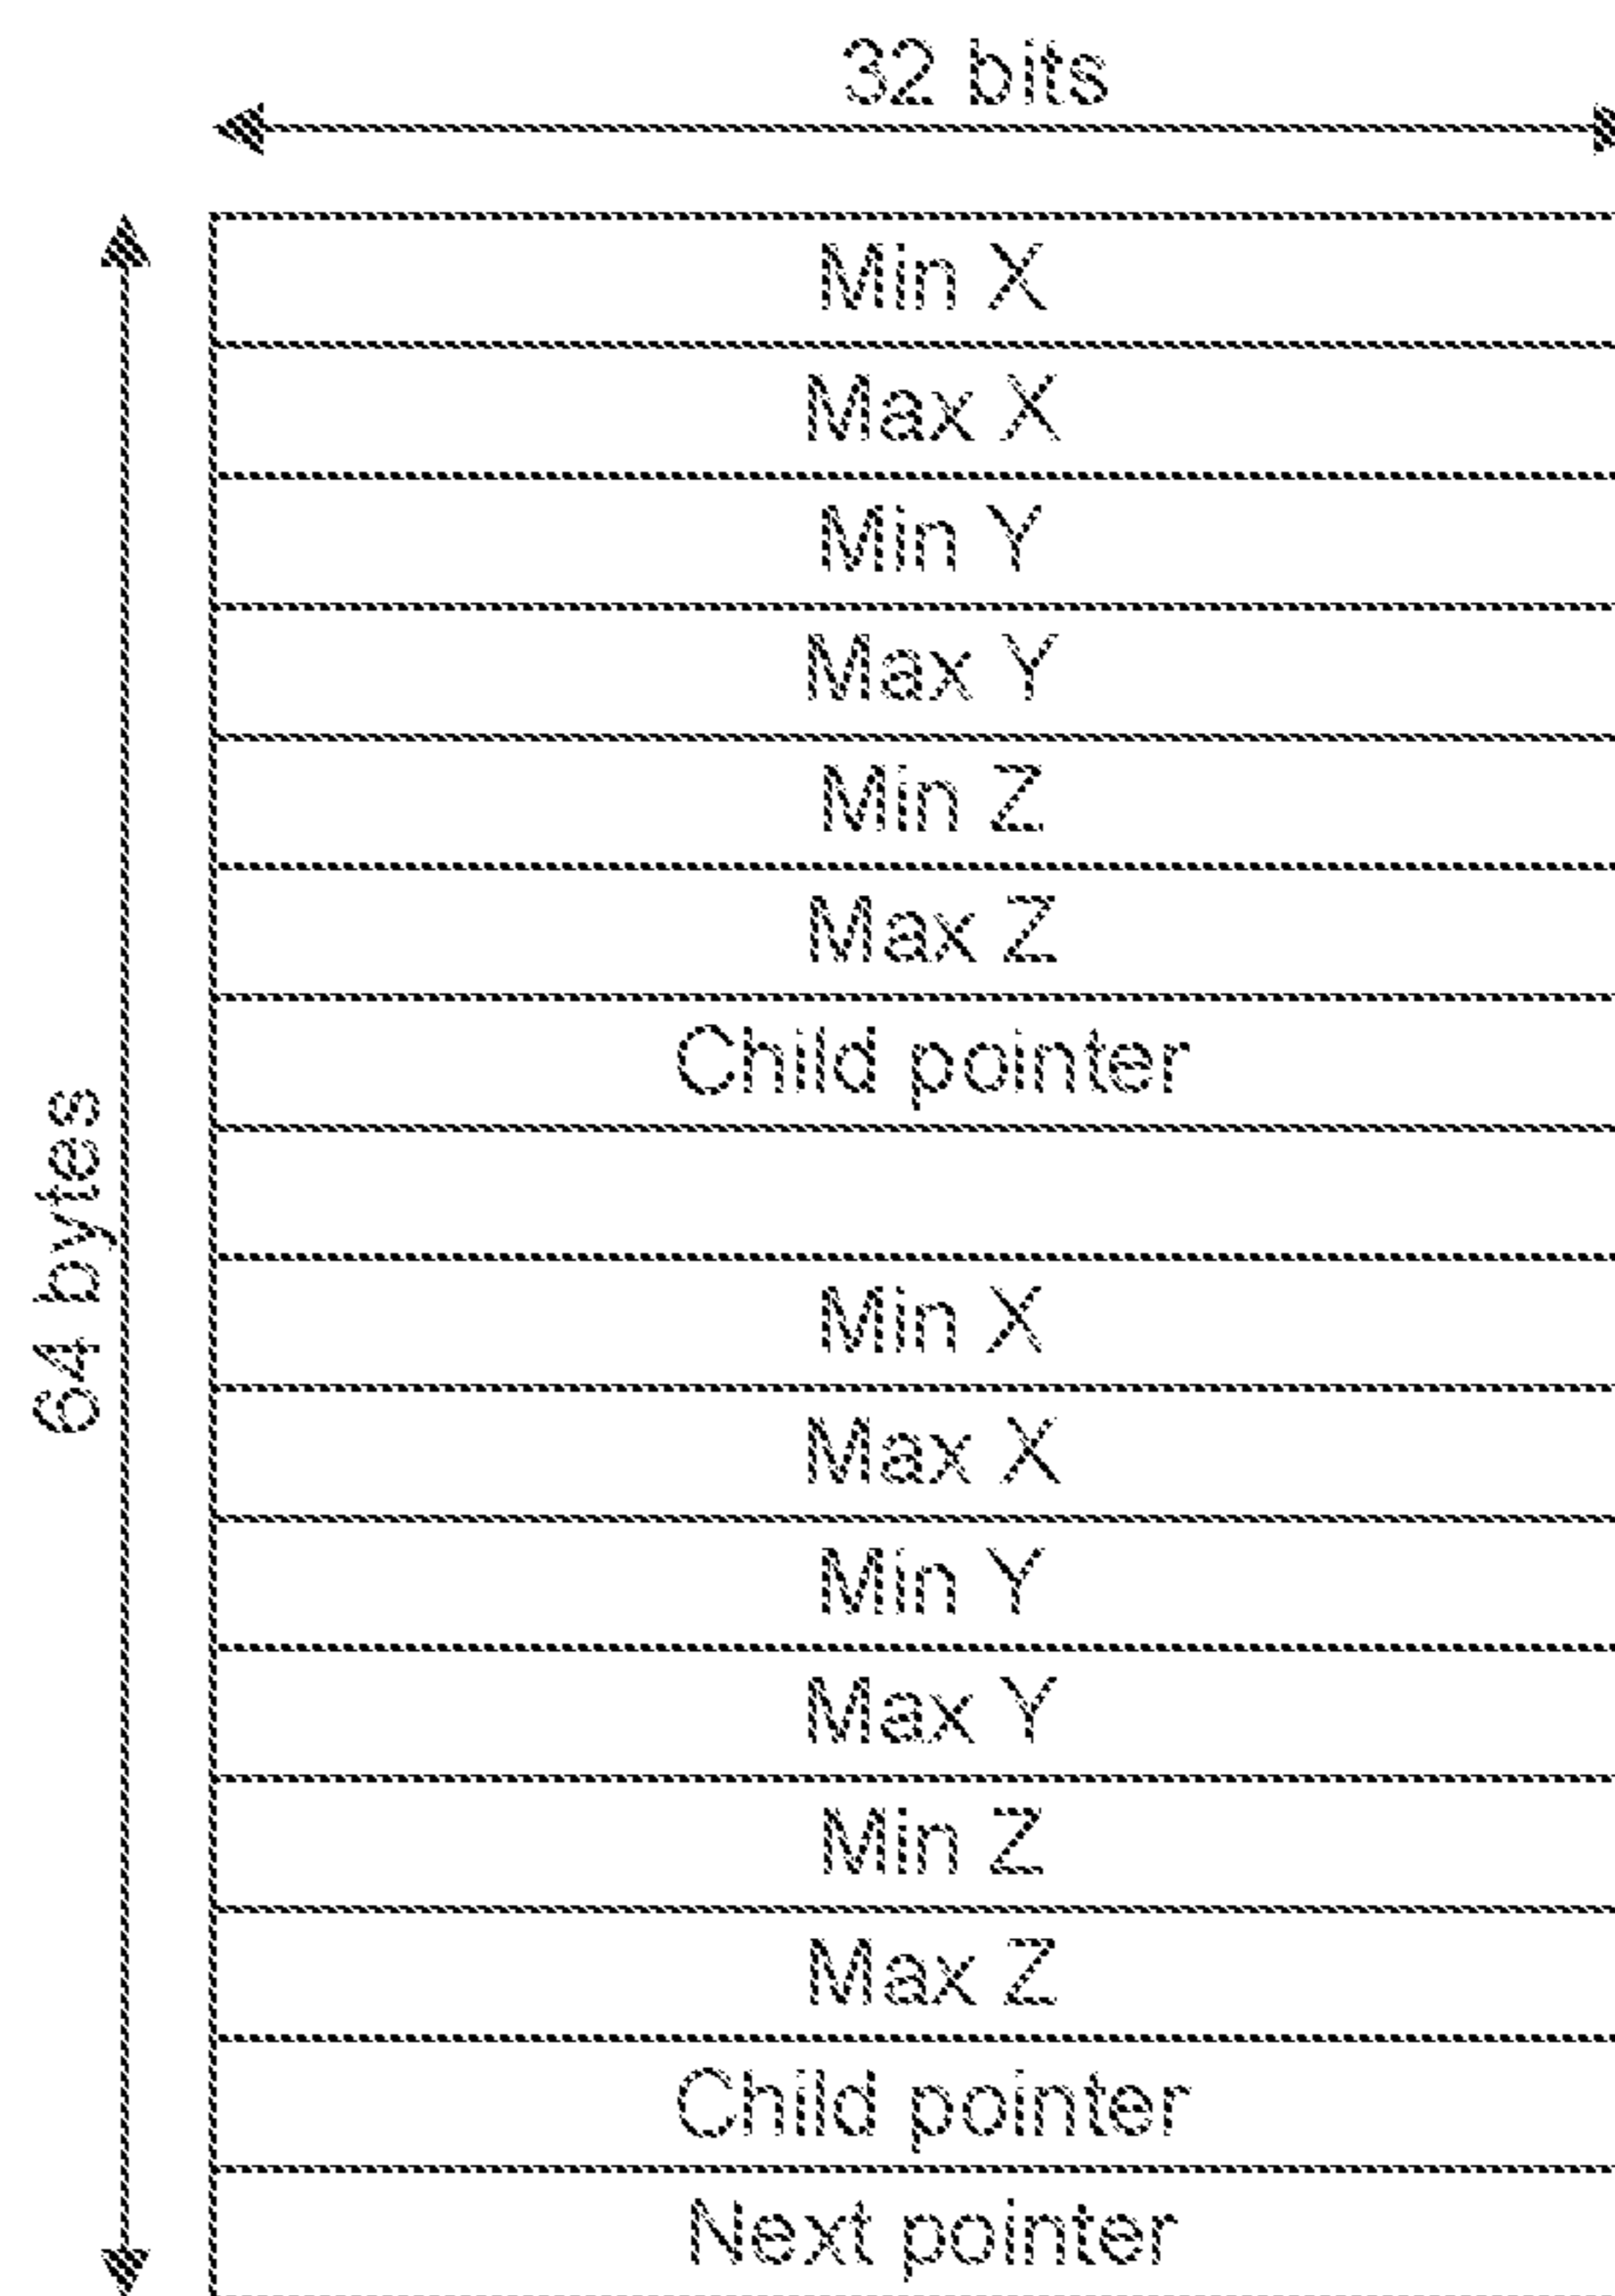 32 bits
64 bytes
Min X
Max X
Min Y
Max Y
Min Z
Max Z
Child pointer
Min X
Max X
Min Y
Max Y
Min Z
Max Z
Child pointer
Next pointer